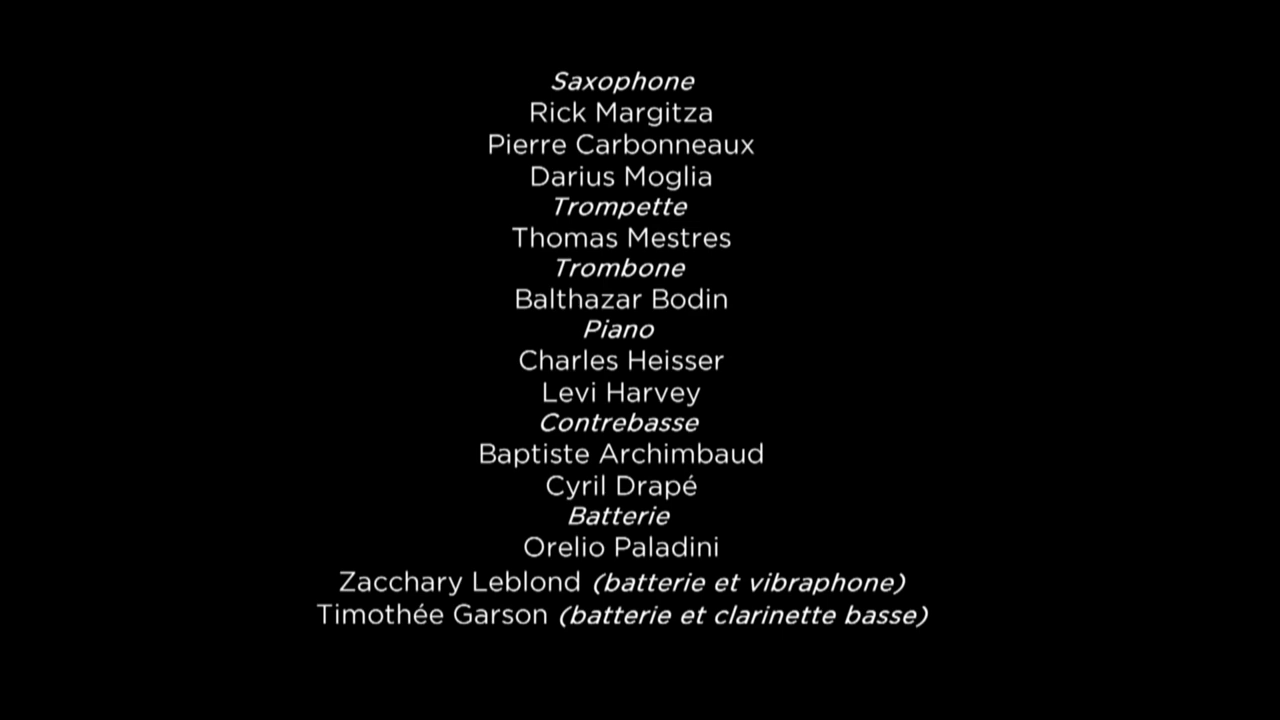 Saxophone
Rick Margitza
Pierre Carbonneaux
Darius Moglia
Trompette
Thomas Mestres
Trombone
Balthazar Bodin
Piano
Charles Heisser
Levi Harvey
Contrebasse
Baptiste Archimbaud
Cyril Drapé
Batterie
Orelio Paladini
Zacchary Leblond (batterie et vibraphone)
Timothée Garson (batterie et clarinette basse)